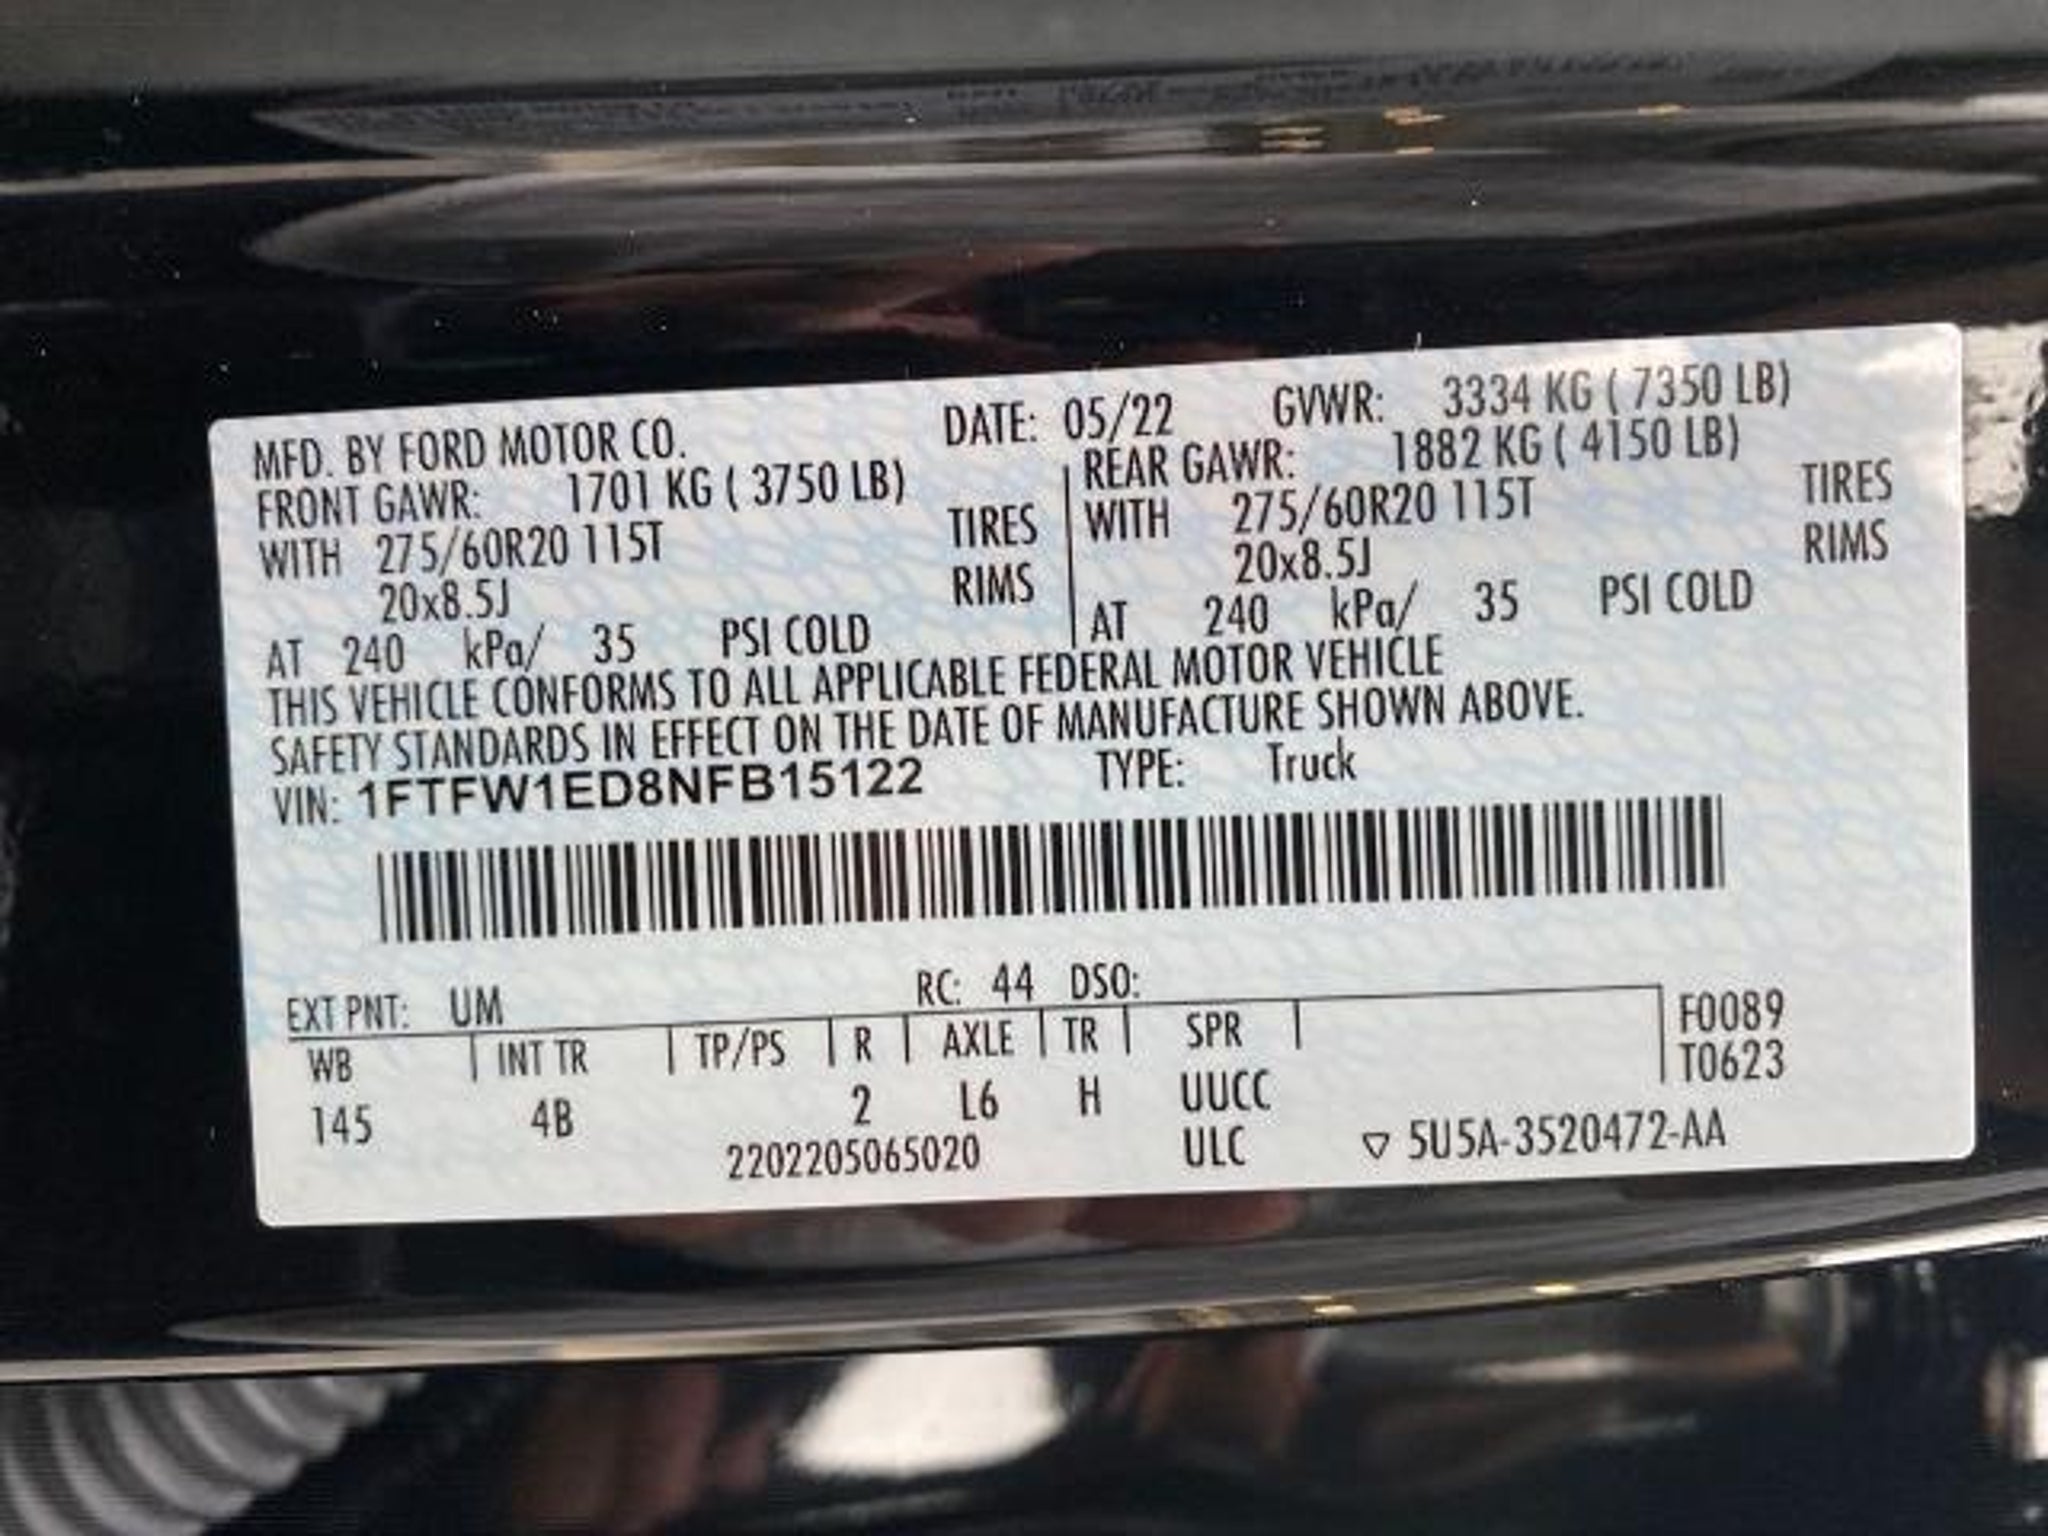 MFD. BY FORD MOTOR CO. DATE: 05/22 GVWR: 3334 KG ( 7350 LB)
FRONT GAWR: 1701 KG ( 3750 LB) REAR GAWR: 1882 KG ( 4150 LB)
WITH 275/60R20 115T TIRES WITH 275/60R20 115T TIRES
20x8.5J RIMS 20x8.5J RIMS
AT 240 kPa/ 35 PSI COLD AT 240 kPa/ 35 PSI COLD
THIS VEHICLE CONFORMS TO ALL APPLICABLE FEDERAL MOTOR VEHICLE
SAFETY STANDARDS IN EFFECT ON THE DATE OF MANUFACTURE SHOWN ABOVE.
VIN: 1FTFW1ED8NFB15122 TYPE: Truck
EXT PNT: UM RC: 44 DSO:
WB INT TR TP/PS R AXLE TR SPR F0089
T0623
145 4B 2 L6 H UUCC
2202205065020 ULC ▽ 5U5A-3520472-AA